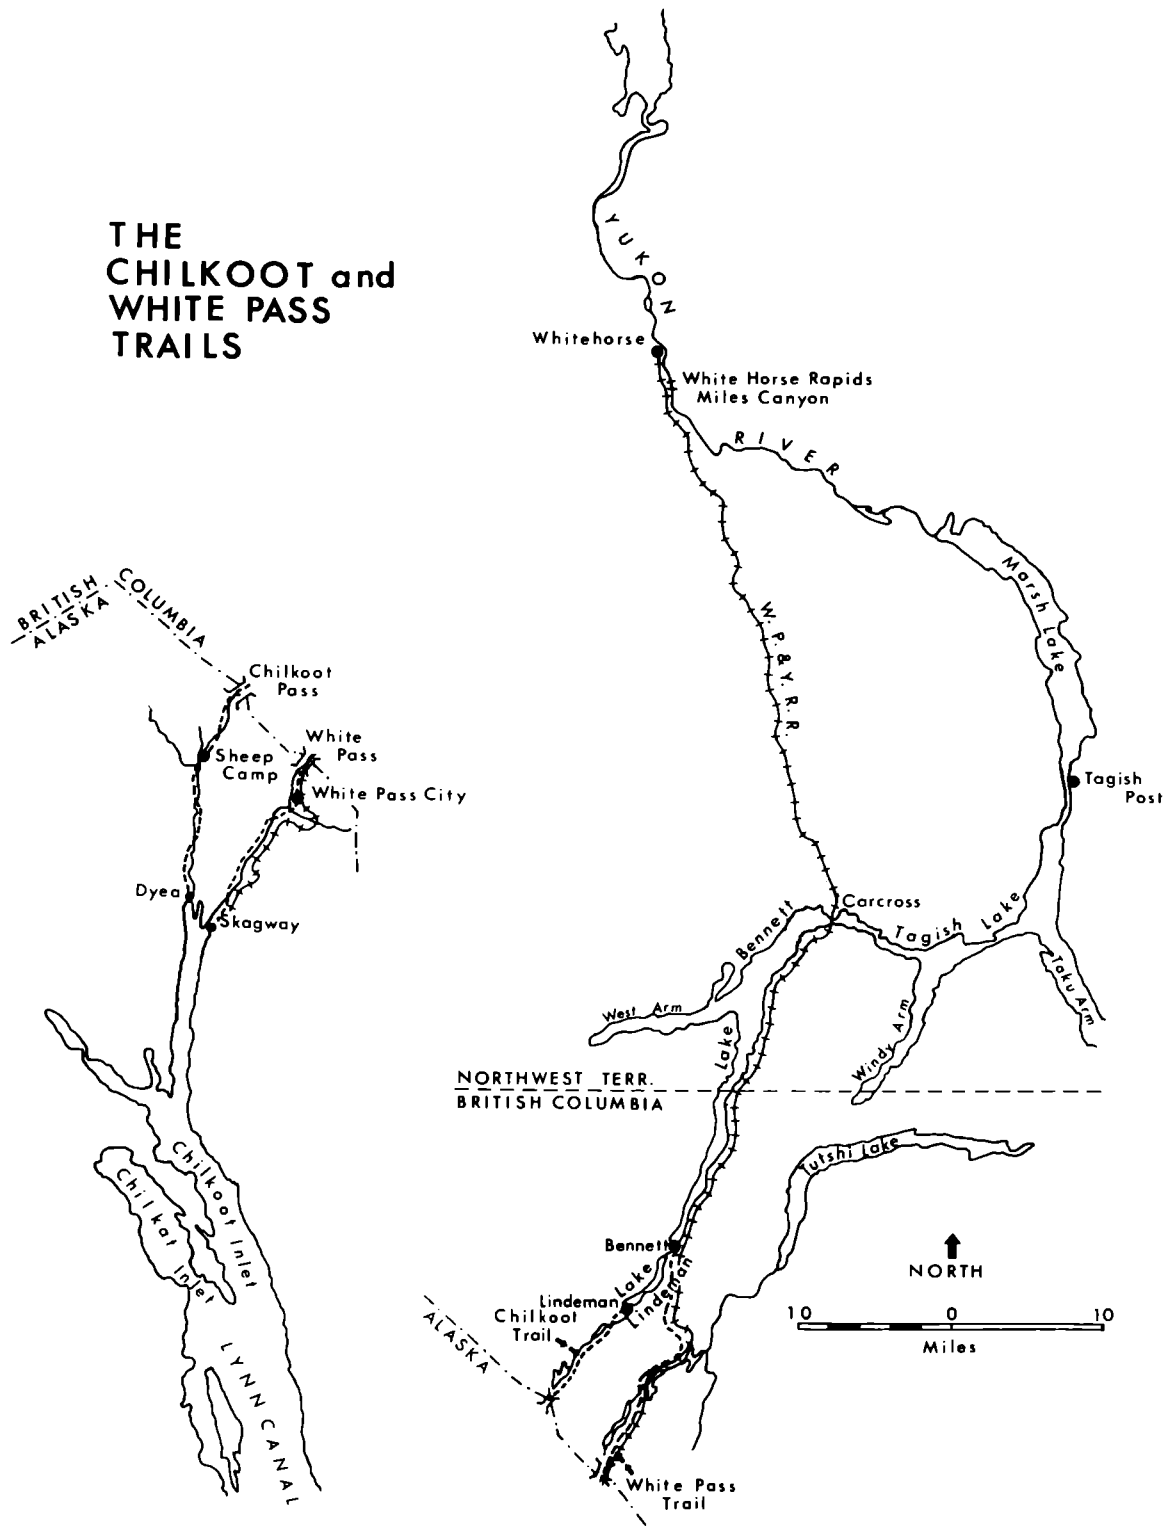 THE
CHILKOOT and
WHITE PASS
TRAILS
YUKON
Whitehorse
White Horse Rapids
Miles Canyon
RIVER
Marsh Lake
W. P. & Y. R. R.
Tagish
Post
BRITISH COLUMBIA
ALASKA
Chilkoot
Pass
White
Pass
Sheep
Camp
White Pass City
Dyea
Skagway
Carcross
Bennett
Lake
Tagish Lake
West Arm
Windy Arm
Taku Arm
NORTHWEST TERR.
BRITISH COLUMBIA
Tutshi Lake
Chilkoot Inlet
Chilkat Inlet
LYNN CANAL
Bennett
Lake
Lindeman
Lindeman
Chilkoot
Trail
ALASKA
White Pass
Trail
NORTH
10 0 10
Miles